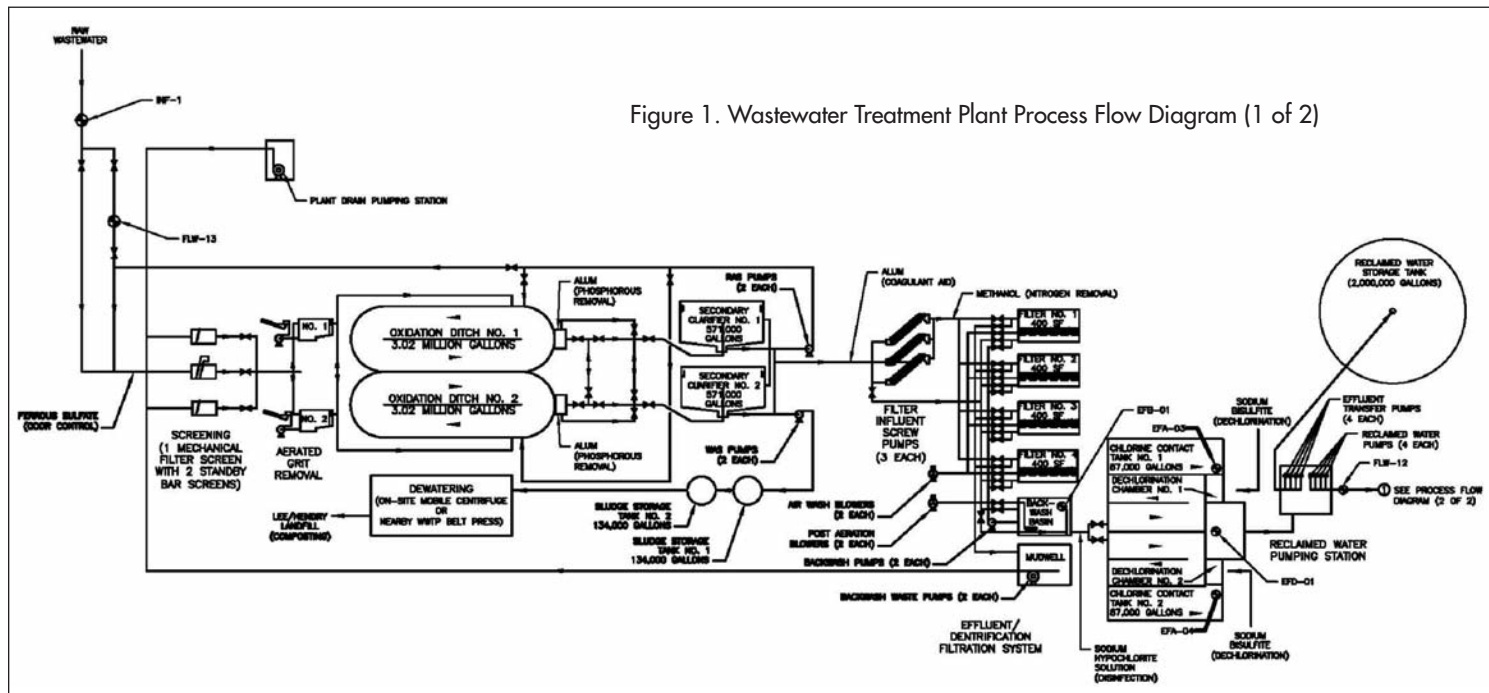 RAW
WASTEWATER
INF-1
Figure 1. Wastewater Treatment Plant Process Flow Diagram (1 of 2)
PLANT DRAIN PUMPING STATION
FLW-13
RECLAIMED WATER
STORAGE TANK
(2,000,000 GALLONS)
ALUM
(PHOSPHOROUS
REMOVAL)
RAS PUMPS
(2 EACH)
ALUM
(COAGULANT AID)
METHANOL (NITROGEN REMOVAL)
NO. 1
OXIDATION DITCH NO. 1
3.02 MILLION GALLONS
SECONDARY
CLARIFIER NO. 1
571,000
GALLONS
FILTER NO. 1
400 SF
FILTER NO. 2
400 SF
FILTER NO. 3
400 SF
FILTER NO. 4
400 SF
OXIDATION DITCH NO. 2
3.02 MILLION GALLONS
SECONDARY
CLARIFIER NO. 2
571,000
GALLONS
NO. 2
FERROUS SULFATE
(ODOR CONTROL)
SCREENING
(1 MECHANICAL
FILTER SCREEN
WITH 2 STANDBY
BAR SCREENS)
AERATED
GRIT
REMOVAL
ALUM
(PHOSPHOROUS
REMOVAL)
WAS PUMPS
(2 EACH)
FILTER
INFLUENT
SCREW
PUMPS
(3 EACH)
EFB-01
EFA-03
SODIUM
BISULFITE
(DECHLORINATION)
EFFLUENT
TRANSFER PUMPS
(4 EACH)
RECLAIMED WATER
PUMPS (4 EACH)
FLW-12
1
SEE PROCESS FLOW
DIAGRAM (2 OF 2)
RECLAIMED WATER
PUMPING STATION
CHLORINE CONTACT
TANK NO. 1
87,000 GALLONS
DECHLORINATION
CHAMBER NO. 1
DECHLORINATION
CHAMBER NO. 2
CHLORINE CONTACT
TANK NO. 2
87,000 GALLONS
EFD-01
EFA-04
SODIUM
BISULFITE
(DECHLORINATION)
DEWATERING
(ON-SITE MOBILE CENTRIFUGE
OR
NEARBY WWTP BELT PRESS)
LEE/HENDRY
LANDFILL
(COMPOSTING)
SLUDGE STORAGE
TANK NO. 2
134,000 GALLONS
SLUDGE STORAGE
TANK NO. 1
134,000 GALLONS
AIR WASH BLOWERS
(2 EACH)
POST AERATION
BLOWERS (2 EACH)
BACKWASH PUMPS (2 EACH)
BACK-
WASH
BASIN
MUDWELL
BACKWASH WASTE PUMPS (2 EACH)
EFFLUENT/
DENTRIFICATION
FILTRATION SYSTEM
SODIUM
HYPOCHLORITE
SOLUTION
(DISINFECTION)